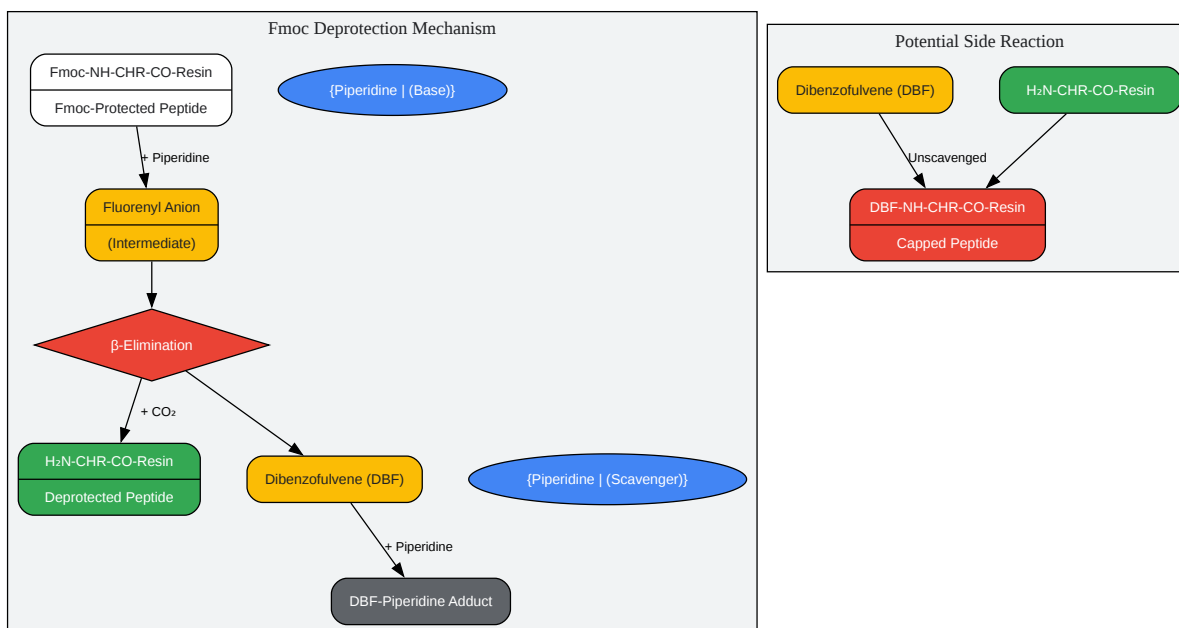 Fmoc Deprotection Mechanism
Fmoc-NH-CHR-CO-Resin
Fmoc-Protected Peptide
{Piperidine | (Base)}
+ Piperidine
Fluorenyl Anion
(Intermediate)
β-Elimination
+ CO₂
H₂N-CHR-CO-Resin
Deprotected Peptide
Dibenzofulvene (DBF)
{Piperidine | (Scavenger)}
+ Piperidine
DBF-Piperidine Adduct
Potential Side Reaction
Dibenzofulvene (DBF)
H₂N-CHR-CO-Resin
Unscavenged
DBF-NH-CHR-CO-Resin
Capped Peptide